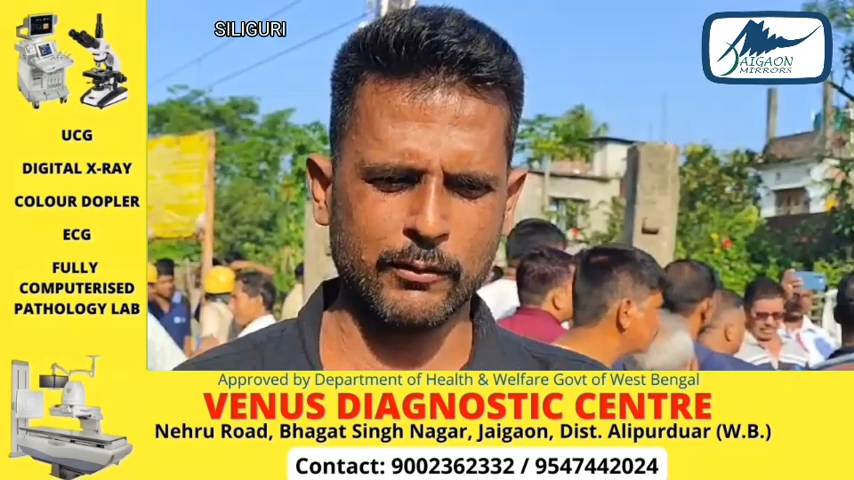 SILIGURI
JAIGAON
MIRRORS
UCG
DIGITAL X-RAY
COLOUR DOPLER
ECG
FULLY
COMPUTERISED
PATHOLOGY LAB
Approved by Department of Health & Welfare Govt of West Bengal
VENUS DIAGNOSTIC CENTRE
Nehru Road, Bhagat Singh Nagar, Jaigaon, Dist. Alipurduar (W.B.)
Contact: 9002362332 / 9547442024